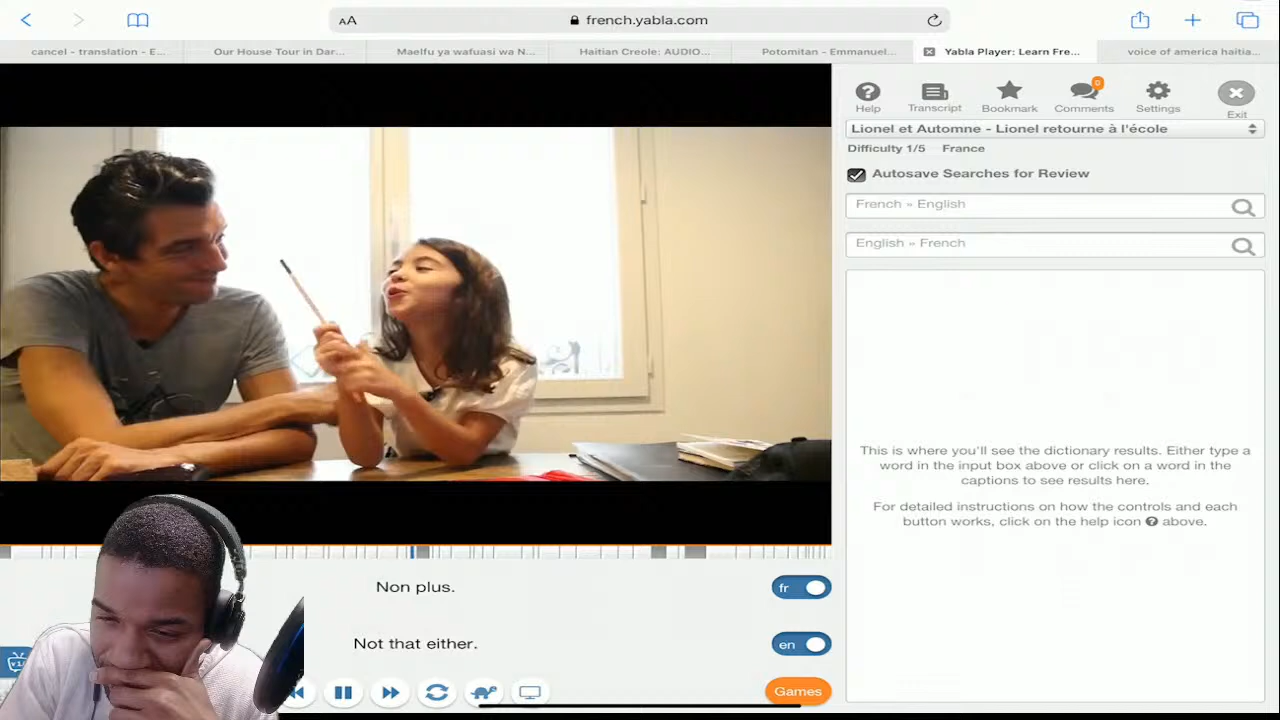 AA
french.yabla.com
cancel - translation - E...
Our House Tour in Dar...
Maelfu ya wafuasi wa N...
Haitian Creole: AUDIO...
Potomitan - Emmanuel...
Yabla Player: Learn Fre...
voice of america haitia...
Help
Transcript
Bookmark
0
Comments
Settings
Exit
Lionel et Automne - Lionel retourne à l'école
Difficulty 1/5 France
Autosave Searches for Review
French » English
English » French
This is where you'll see the dictionary results. Either type a
word in the input box above or click on a word in the
captions to see results here.
For detailed instructions on how the controls and each
button works, click on the help icon ? above.
Non plus.
fr
Not that either.
en
Games